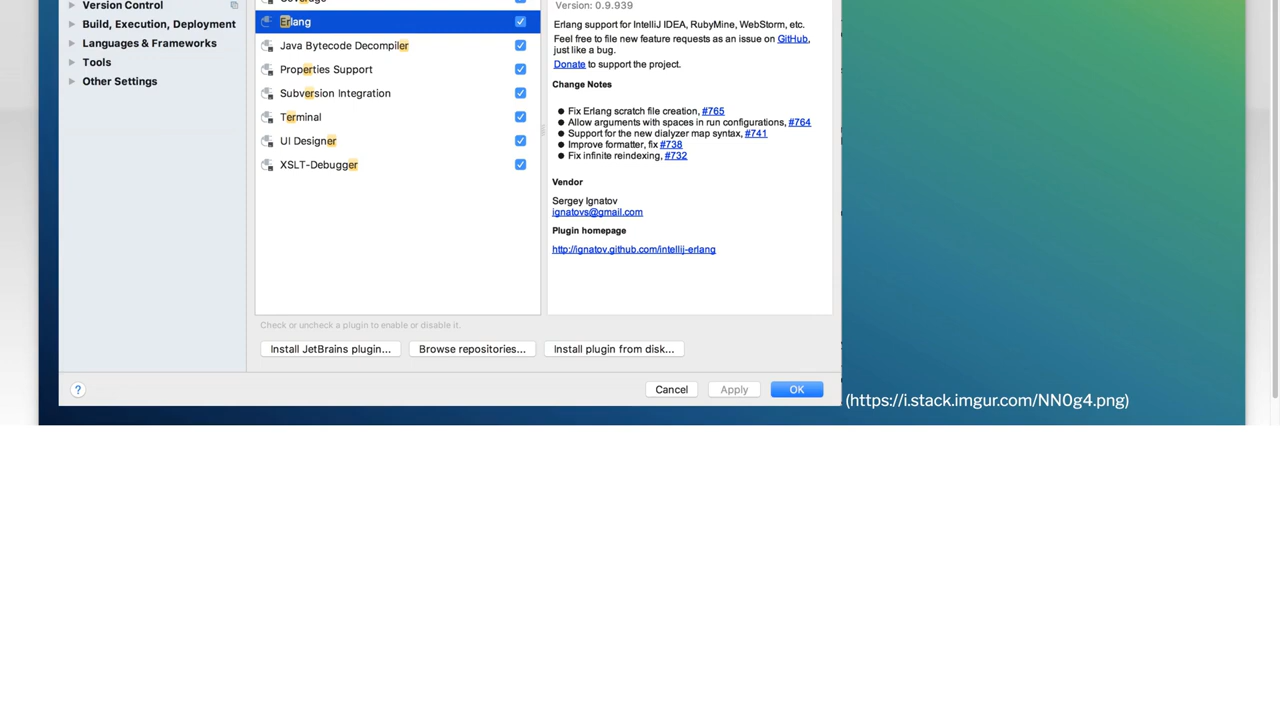 Version Control
Build, Execution, Deployment
Languages & Frameworks
Tools
Other Settings
Erlang
Java Bytecode Decompiler
Properties Support
Subversion Integration
Terminal
UI Designer
XSLT-Debugger
Version: 0.9.939
Erlang support for IntelliJ IDEA, RubyMine, WebStorm, etc.
Feel free to file new feature requests as an issue on GitHub,
just like a bug.
Donate to support the project.
Change Notes
● Fix Erlang scratch file creation, #765
● Allow arguments with spaces in run configurations, #764
● Support for the new dialyzer map syntax, #741
● Improve formatter, fix #738
● Fix infinite reindexing, #732
Vendor
Sergey Ignatov
ignatovs@gmail.com
Plugin homepage
http://ignatov.github.com/intellij-erlang
Check or uncheck a plugin to enable or disable it.
Install JetBrains plugin...
Browse repositories...
Install plugin from disk...
?
Cancel
Apply
OK
(https://i.stack.imgur.com/NN0g4.png)